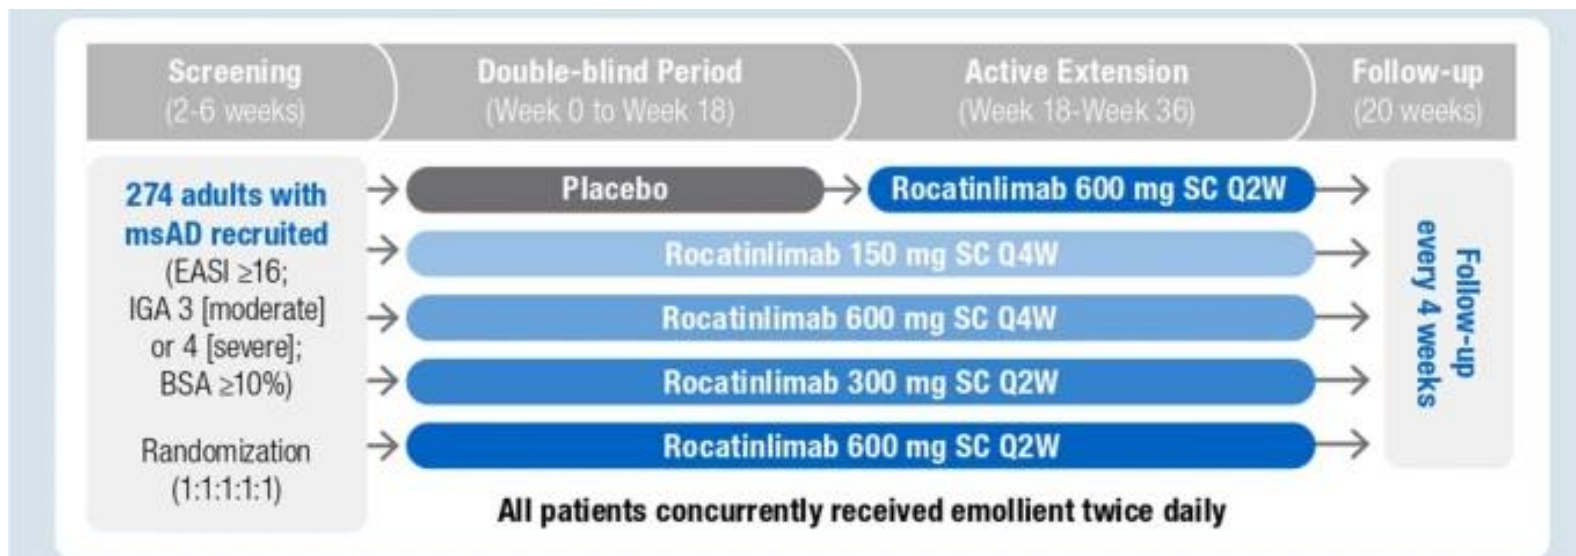 Screening
(2-6 weeks)
Double-blind Period
(Week 0 to Week 18)
Active Extension
(Week 18-Week 36)
Follow-up
(20 weeks)
274 adults with
msAD recruited
(EASI ≥16;
IGA 3 [moderate]
or 4 [severe];
BSA ≥10%)
Randomization
(1:1:1:1:1)
Placebo
Rocatinlimab 600 mg SC Q2W
Rocatinlimab 150 mg SC Q4W
Rocatinlimab 600 mg SC Q4W
Rocatinlimab 300 mg SC Q2W
Rocatinlimab 600 mg SC Q2W
Follow-up
every 4 weeks
All patients concurrently received emollient twice daily